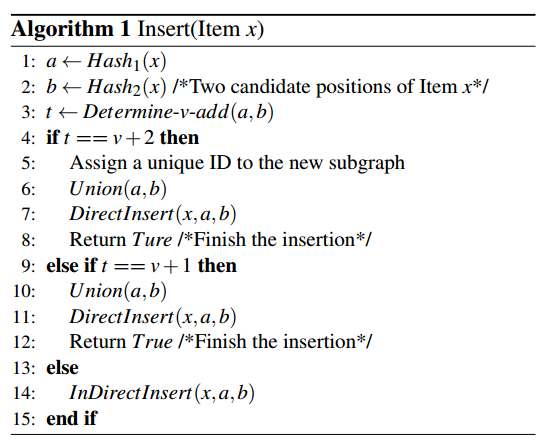 Algorithm 1 Insert(Item x)
1: a ← Hash₁(x)
2: b ← Hash₂(x) /*Two candidate positions of Item x*/
3: t ← Determine-v-add(a,b)
4: if t == v+2 then
5: Assign a unique ID to the new subgraph
6: Union(a,b)
7: DirectInsert(x,a,b)
8: Return Ture /*Finish the insertion*/
9: else if t == v+1 then
10: Union(a,b)
11: DirectInsert(x,a,b)
12: Return True /*Finish the insertion*/
13: else
14: InDirectInsert(x,a,b)
15: end if